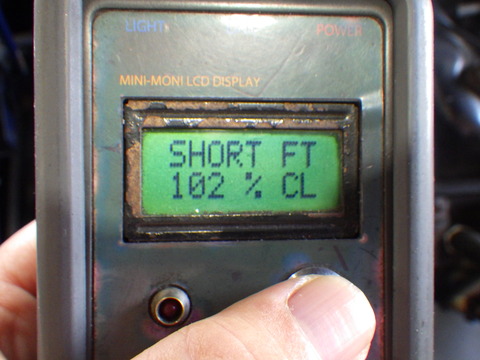 LIGHT POWER
MINI-MONI LCD DISPLAY
SHORT FT
102 % CL